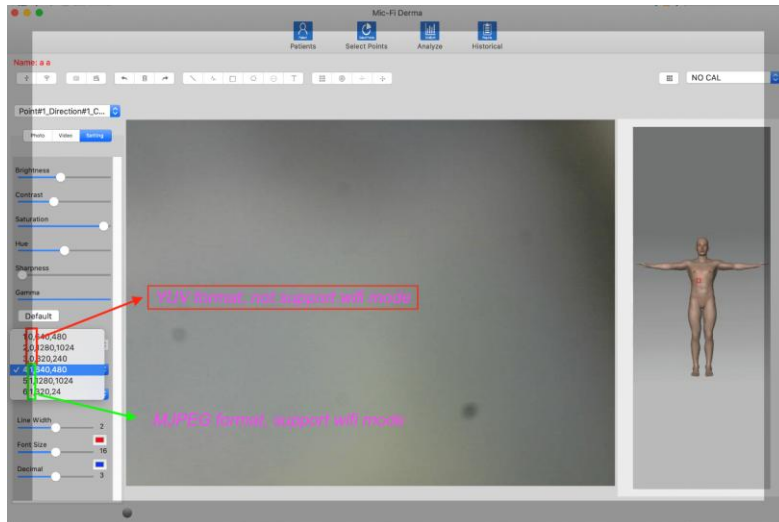 Mic-Fi Derma
Patients
Select Points
Analyze
Historical
Name: a a
NO CAL
Point#1_Direction#1_C...
Photo
Video
Setting
Brightness
Contrast
Saturation
Hue
Sharpness
Gamma
YUV format, not support wifi mode
Default
1,0,640,480
2,0,1280,1024
3,0,320,240
✓ 4,1,640,480
5,1,1280,1024
6,1,320,24
MJPEG format, support wifi mode
Line Width
2
Font Size
16
Decimal
3